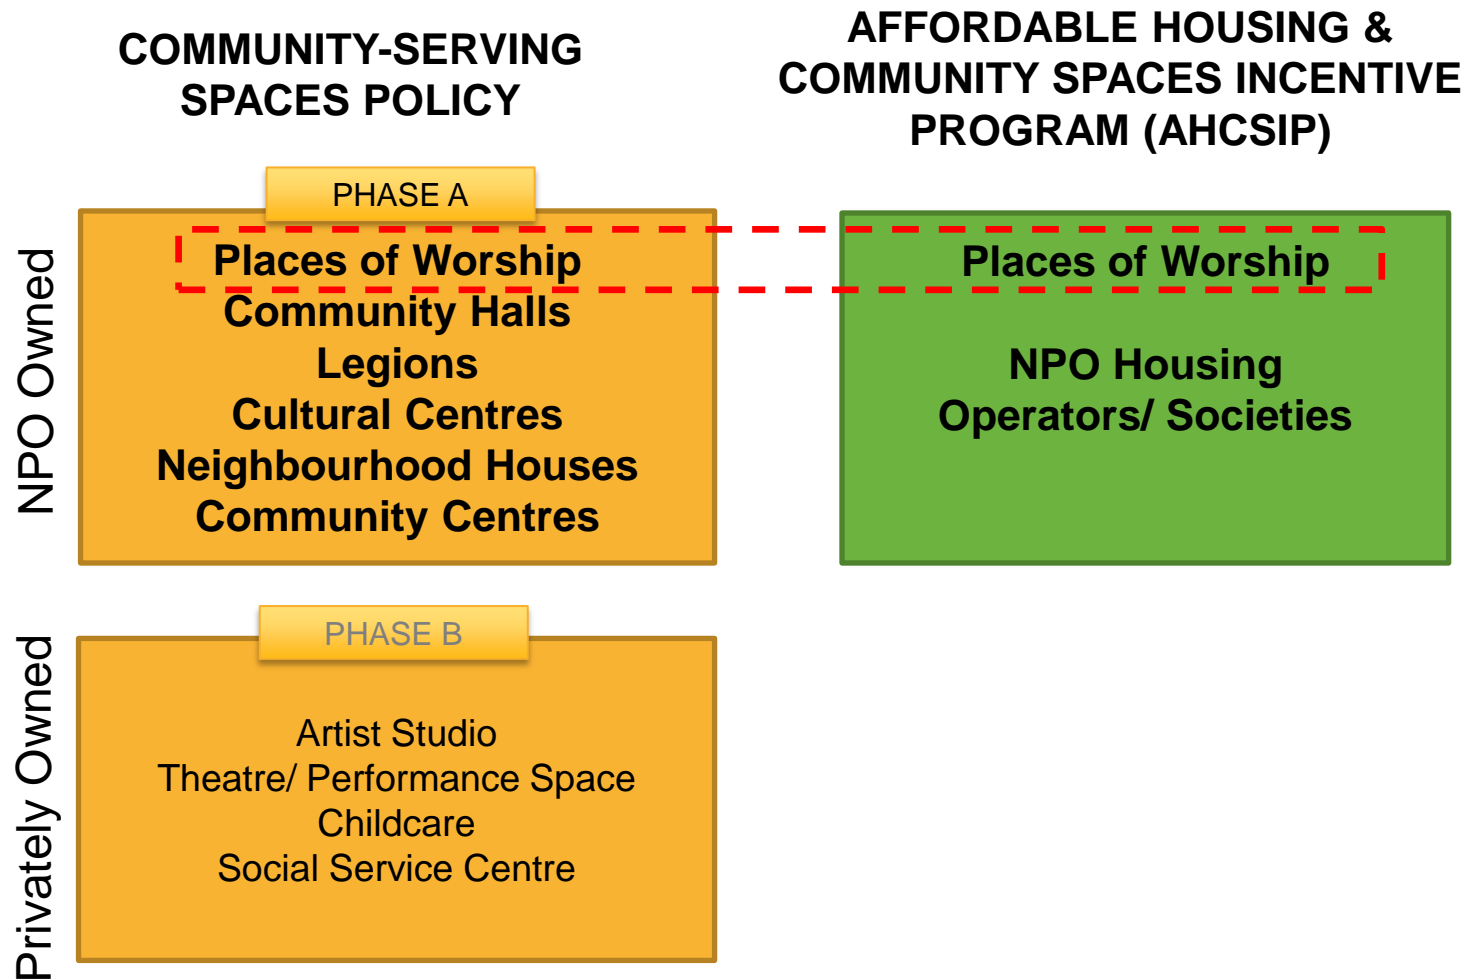 COMMUNITY-SERVING
SPACES POLICY
AFFORDABLE HOUSING &
COMMUNITY SPACES INCENTIVE
PROGRAM (AHCSIP)
NPO Owned
PHASE A
Places of Worship
Community Halls
Legions
Cultural Centres
Neighbourhood Houses
Community Centres
Places of Worship
NPO Housing
Operators/ Societies
Privately Owned
PHASE B
Artist Studio
Theatre/ Performance Space
Childcare
Social Service Centre